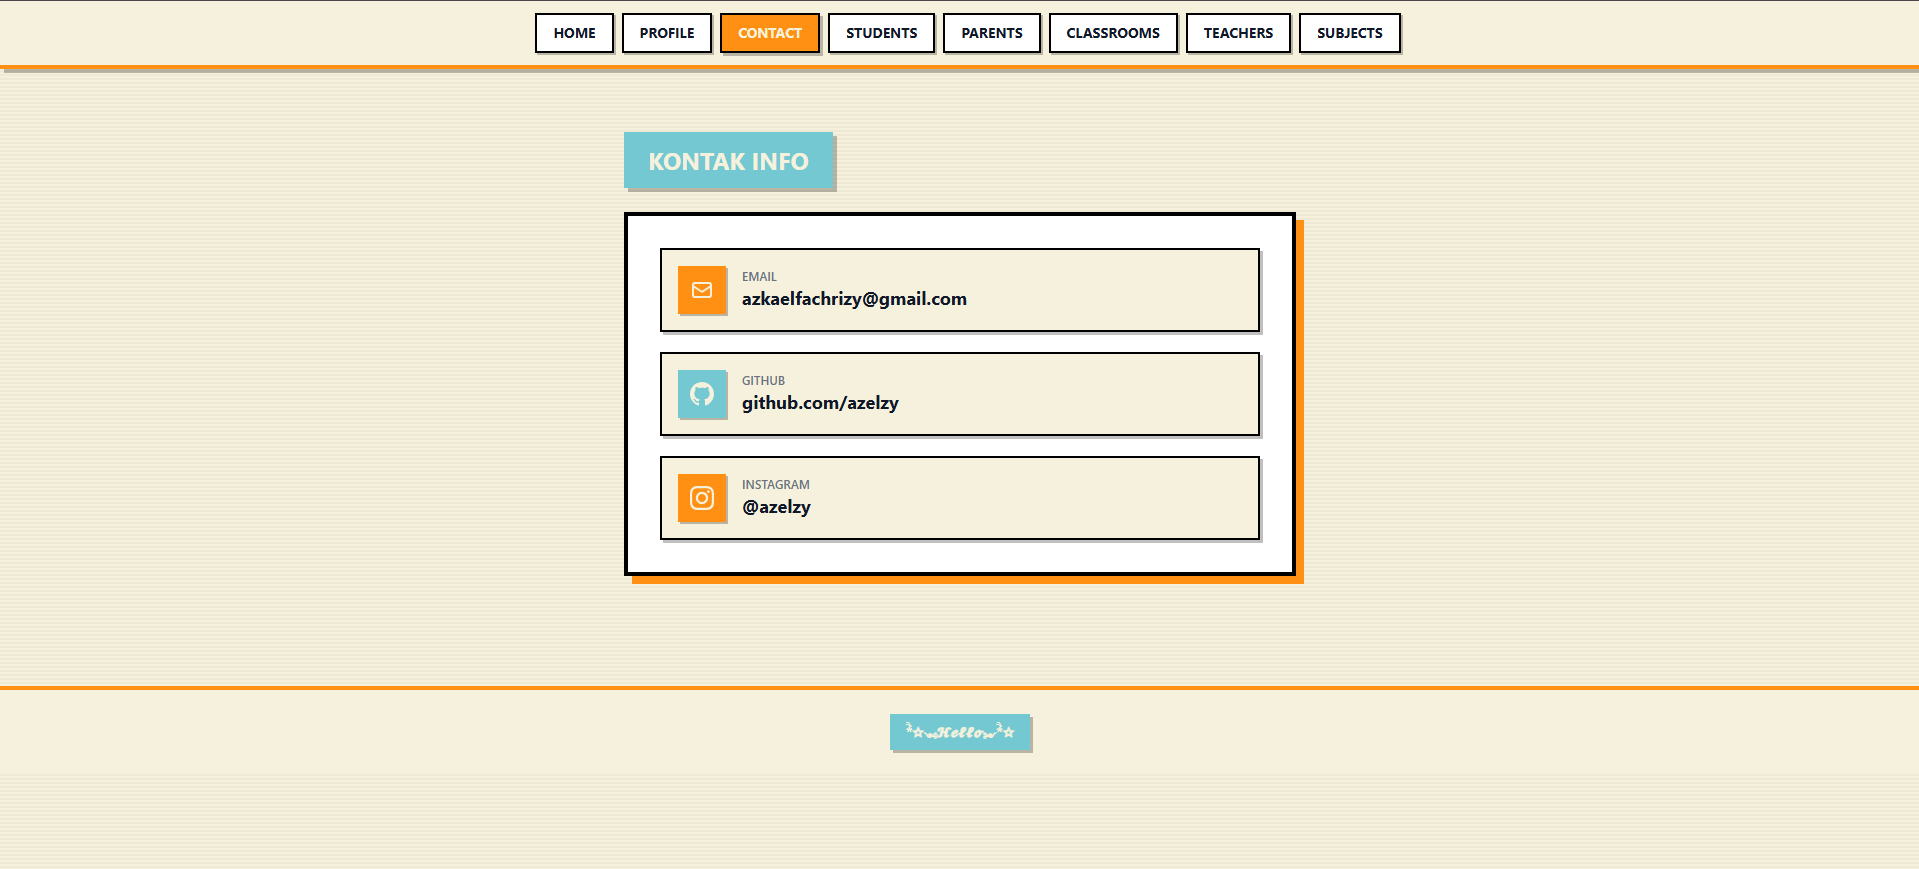 HOME PROFILE CONTACT STUDENTS PARENTS CLASSROOMS TEACHERS SUBJECTS
KONTAK INFO
EMAIL
azkaelfachrizy@gmail.com
GITHUB
github.com/azelzy
INSTAGRAM
@azelzy
𝓗𝓮𝓵𝓵𝓸